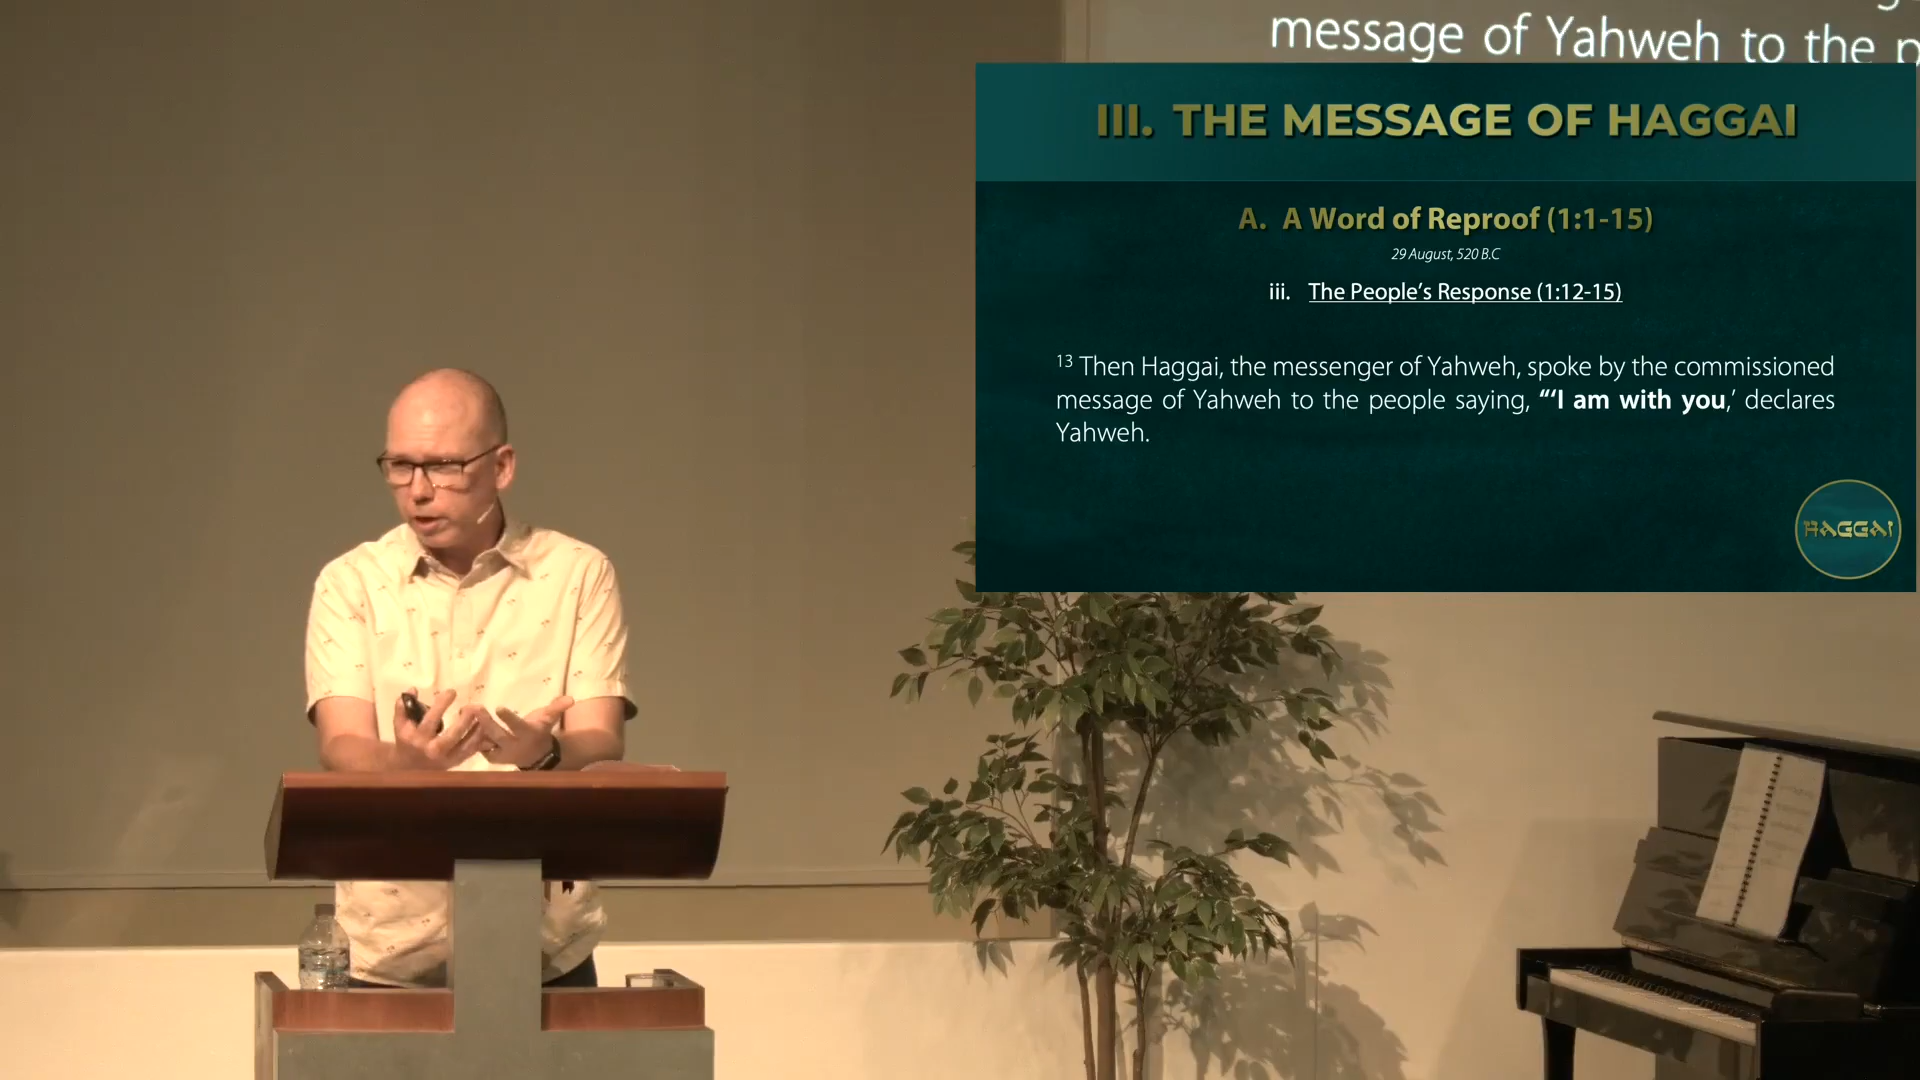 message of Yahweh to the p
III. THE MESSAGE OF HAGGAI
A. A Word of Reproof (1:1-15)
29 August, 520 B.C
iii. The People's Response (1:12-15)
13 Then Haggai, the messenger of Yahweh, spoke by the commissioned
message of Yahweh to the people saying, "'I am with you,' declares
Yahweh.
HAGGAI